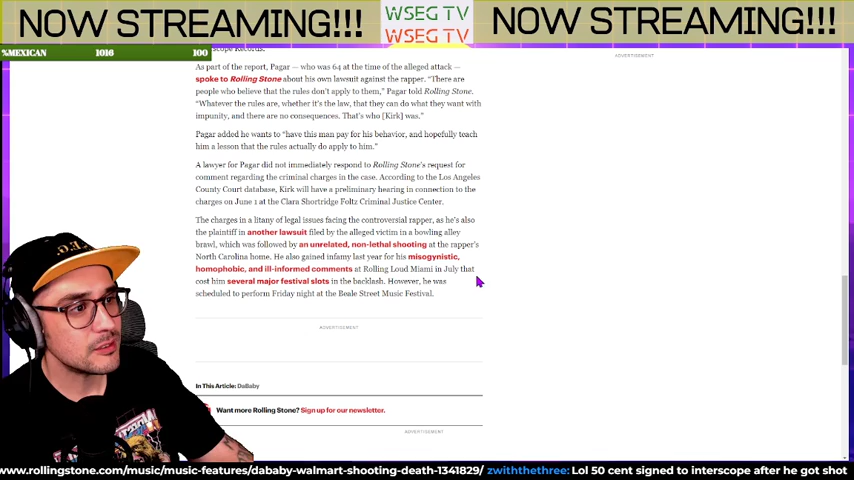 NOW STREAMING!!!
WSEG TV
WSEG TV
NOW STREAMING!!!
%MEXICAN 1016 100
scope Records.
ADVERTISEMENT
As part of the report, Pagar — who was 64 at the time of the alleged attack —
spoke to Rolling Stone about his own lawsuit against the rapper. “There are
people who believe that the rules don’t apply to them,” Pagar told Rolling Stone.
“Whatever the rules are, whether it’s the law, that they can do what they want with
impunity, and there are no consequences. That’s who [Kirk] was.”
Pagar added he wants to “have this man pay for his behavior, and hopefully teach
him a lesson that the rules actually do apply to him.”
A lawyer for Pagar did not immediately respond to Rolling Stone’s request for
comment regarding the criminal charges in the case. According to the Los Angeles
County Court database, Kirk will have a preliminary hearing in connection to the
charges on June 1 at the Clara Shortridge Foltz Criminal Justice Center.
The charges in a litany of legal issues facing the controversial rapper, as he’s also
the plaintiff in another lawsuit filed by the alleged victim in a bowling alley
brawl, which was followed by an unrelated, non-lethal shooting at the rapper’s
North Carolina home. He also gained infamy last year for his misogynistic,
homophobic, and ill-informed comments at Rolling Loud Miami in July that
cost him several major festival slots in the backlash. However, he was
scheduled to perform Friday night at the Beale Street Music Festival.
ADVERTISEMENT
In This Article: DaBaby
Want more Rolling Stone? Sign up for our newsletter.
ADVERTISEMENT
www.rollingstone.com/music/music-features/dababy-walmart-shooting-death-1341829/ zwiththethree: Lol 50 cent signed to interscope after he got shot